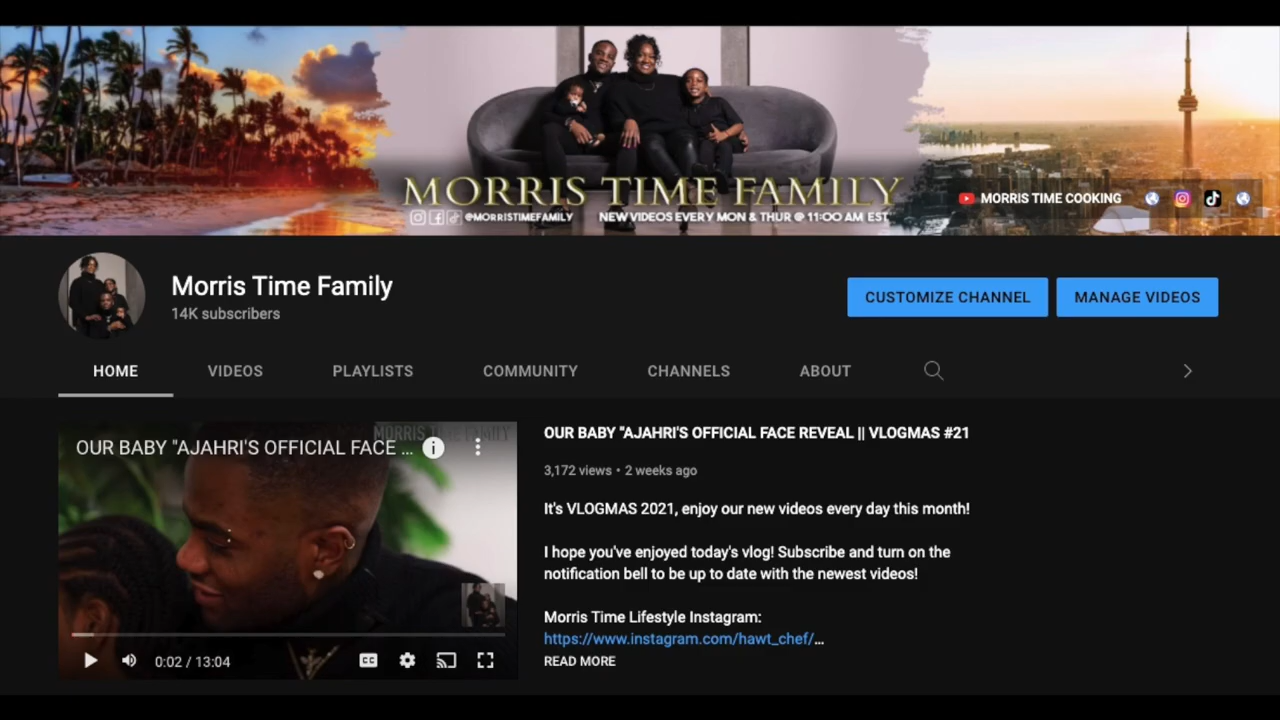 MORRIS TIME FAMILY
@MORRISTIMEFAMILY NEW VIDEOS EVERY MON & THUR @ 11:00 AM EST
MORRIS TIME COOKING
Morris Time Family
14K subscribers
CUSTOMIZE CHANNEL
MANAGE VIDEOS
HOME
VIDEOS
PLAYLISTS
COMMUNITY
CHANNELS
ABOUT
MORRIS TIME FAMILY
OUR BABY "AJAHRI'S OFFICIAL FACE ...
CC
0:02 / 13:04
OUR BABY "AJAHRI'S OFFICIAL FACE REVEAL || VLOGMAS #21
3,172 views • 2 weeks ago
It's VLOGMAS 2021, enjoy our new videos every day this month!
I hope you've enjoyed today's vlog! Subscribe and turn on the
notification bell to be up to date with the newest videos!
Morris Time Lifestyle Instagram:
https://www.instagram.com/hawt_chef/...
READ MORE